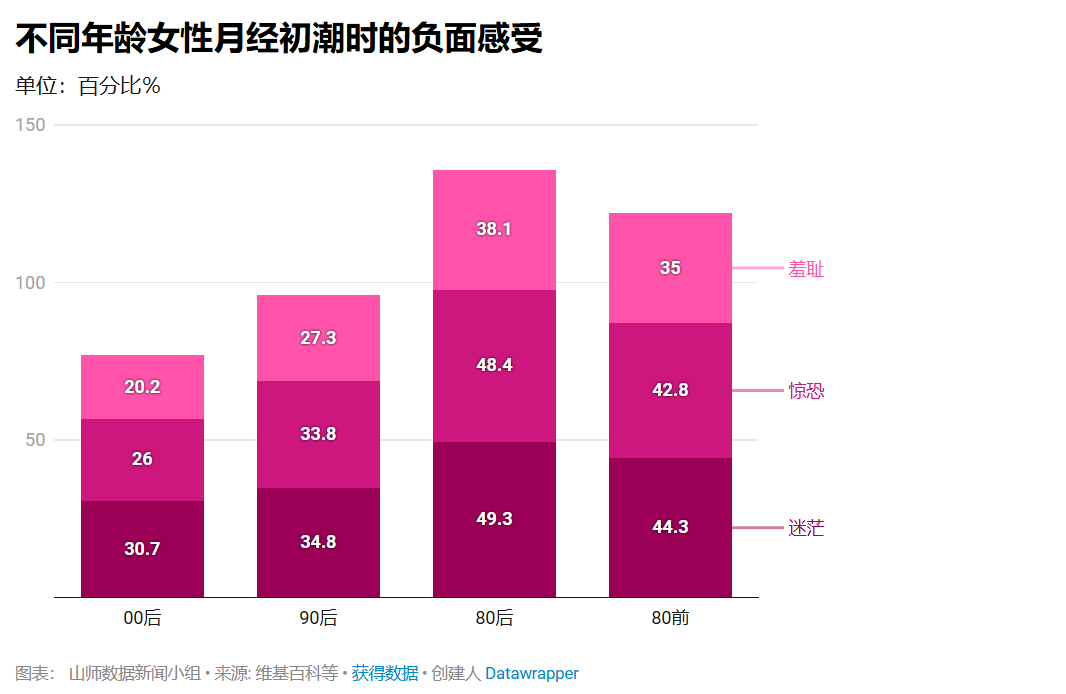 不同年龄女性月经初潮时的负面感受
单位：百分比%
150
100
50
38.1
35
羞耻
27.3
48.4
20.2
42.8
惊恐
33.8
26
49.3
44.3
迷茫
34.8
30.7
00后 90后 80后 80前
图表： 山师数据新闻小组 • 来源: 维基百科等 • 获得数据 • 创建人 Datawrapper